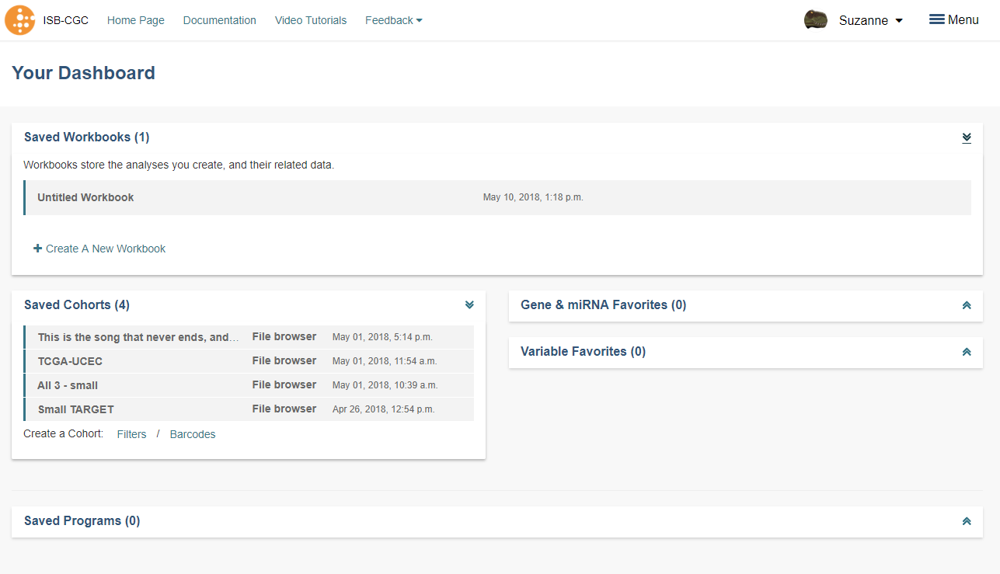 ISB-CGC Home Page Documentation Video Tutorials Feedback Suzanne Menu
Your Dashboard
Saved Workbooks (1)
Workbooks store the analyses you create, and their related data.
Untitled Workbook May 10, 2018, 1:18 p.m.
Create A New Workbook
Saved Cohorts (4)
This is the song that never ends, and... File browser May 01, 2018, 5:14 p.m.
TCGA-UCEC File browser May 01, 2018, 11:54 a.m.
All 3 - small File browser May 01, 2018, 10:39 a.m.
Small TARGET File browser Apr 26, 2018, 12:54 p.m.
Create a Cohort: Filters / Barcodes
Gene & miRNA Favorites (0)
Variable Favorites (0)
Saved Programs (0)